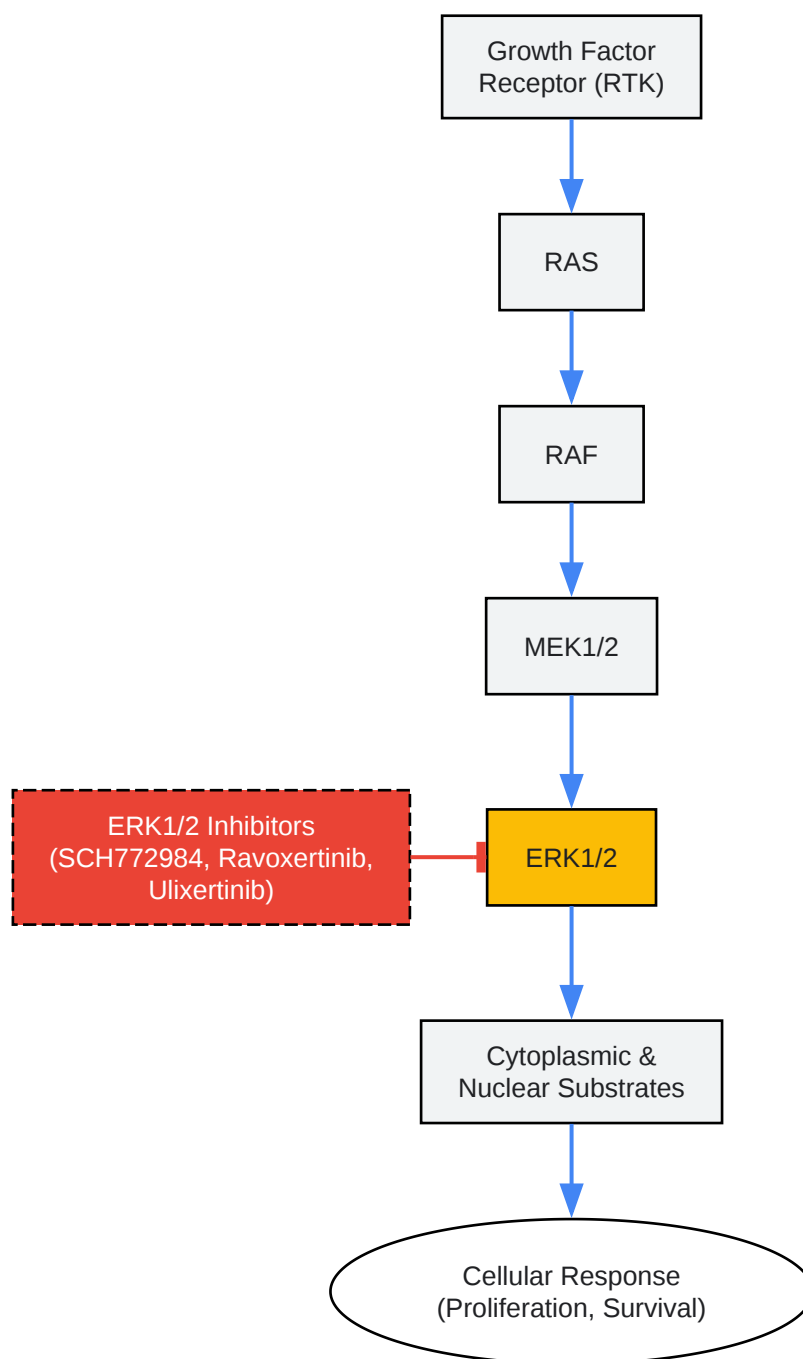 Growth Factor
Receptor (RTK)
RAS
RAF
MEK1/2
ERK1/2 Inhibitors
(SCH772984, Ravoxertinib,
Ulixertinib)
ERK1/2
Cytoplasmic &
Nuclear Substrates
Cellular Response
(Proliferation, Survival)